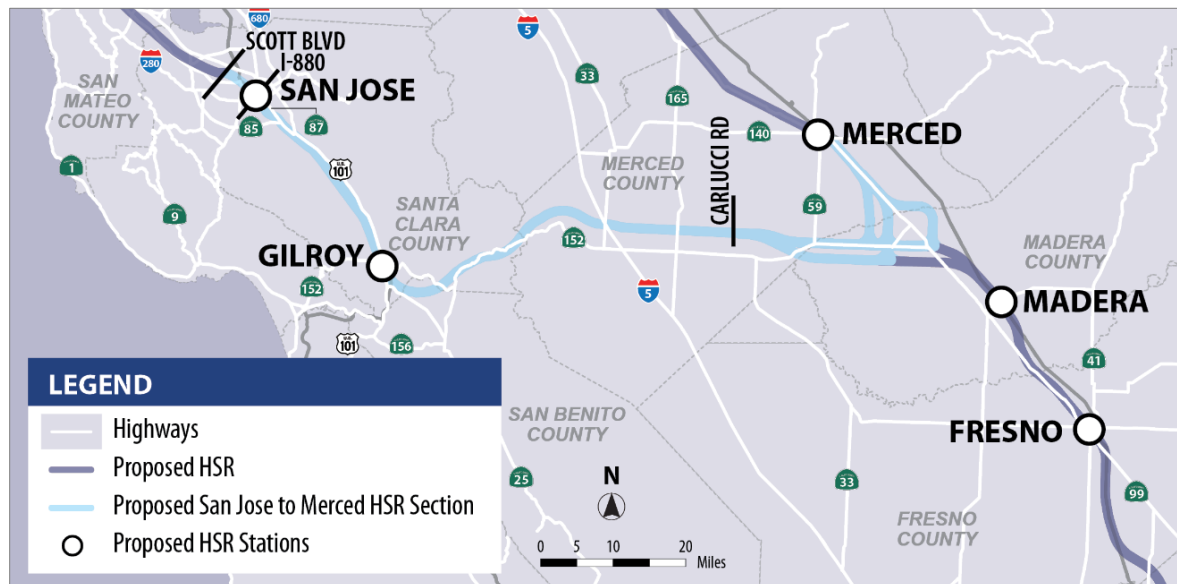 680
SCOTT BLVD
I-880
280
SAN JOSE
SAN
MATEO
COUNTY
85
87
U.S.
101
1
9
SANTA
CLARA
COUNTY
GILROY
152
U.S.
101
156
5
33
165
140
MERCED
MERCED
COUNTY
CARLUCCI RD
59
152
5
MADERA
COUNTY
MADERA
41
FRESNO
99
SAN BENITO
COUNTY
25
33
FRESNO
COUNTY
LEGEND
Highways
Proposed HSR
Proposed San Jose to Merced HSR Section
Proposed HSR Stations
N
0 5 10 20
Miles